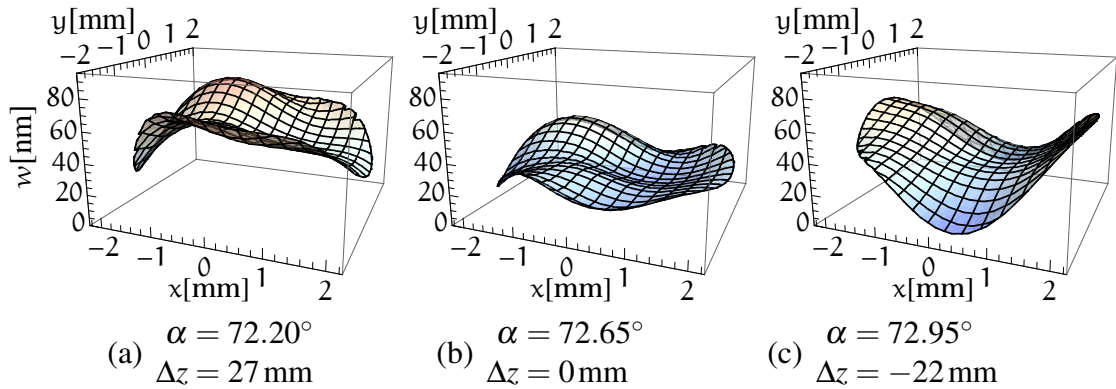 y[mm] y[mm] y[mm]
−2 −1 0 1 2 −2 −1 0 1 2 −2 −1 0 1 2
80 80 80
60 60 60
w[nm]
40 40 40
20 20 20
0 0 0
−2 −1 0 1 2 −2 −1 0 1 2 −2 −1 0 1 2
x[mm] x[mm] x[mm]
(a) α = 72.20°
Δz = 27 mm
(b) α = 72.65°
Δz = 0 mm
(c) α = 72.95°
Δz = −22 mm